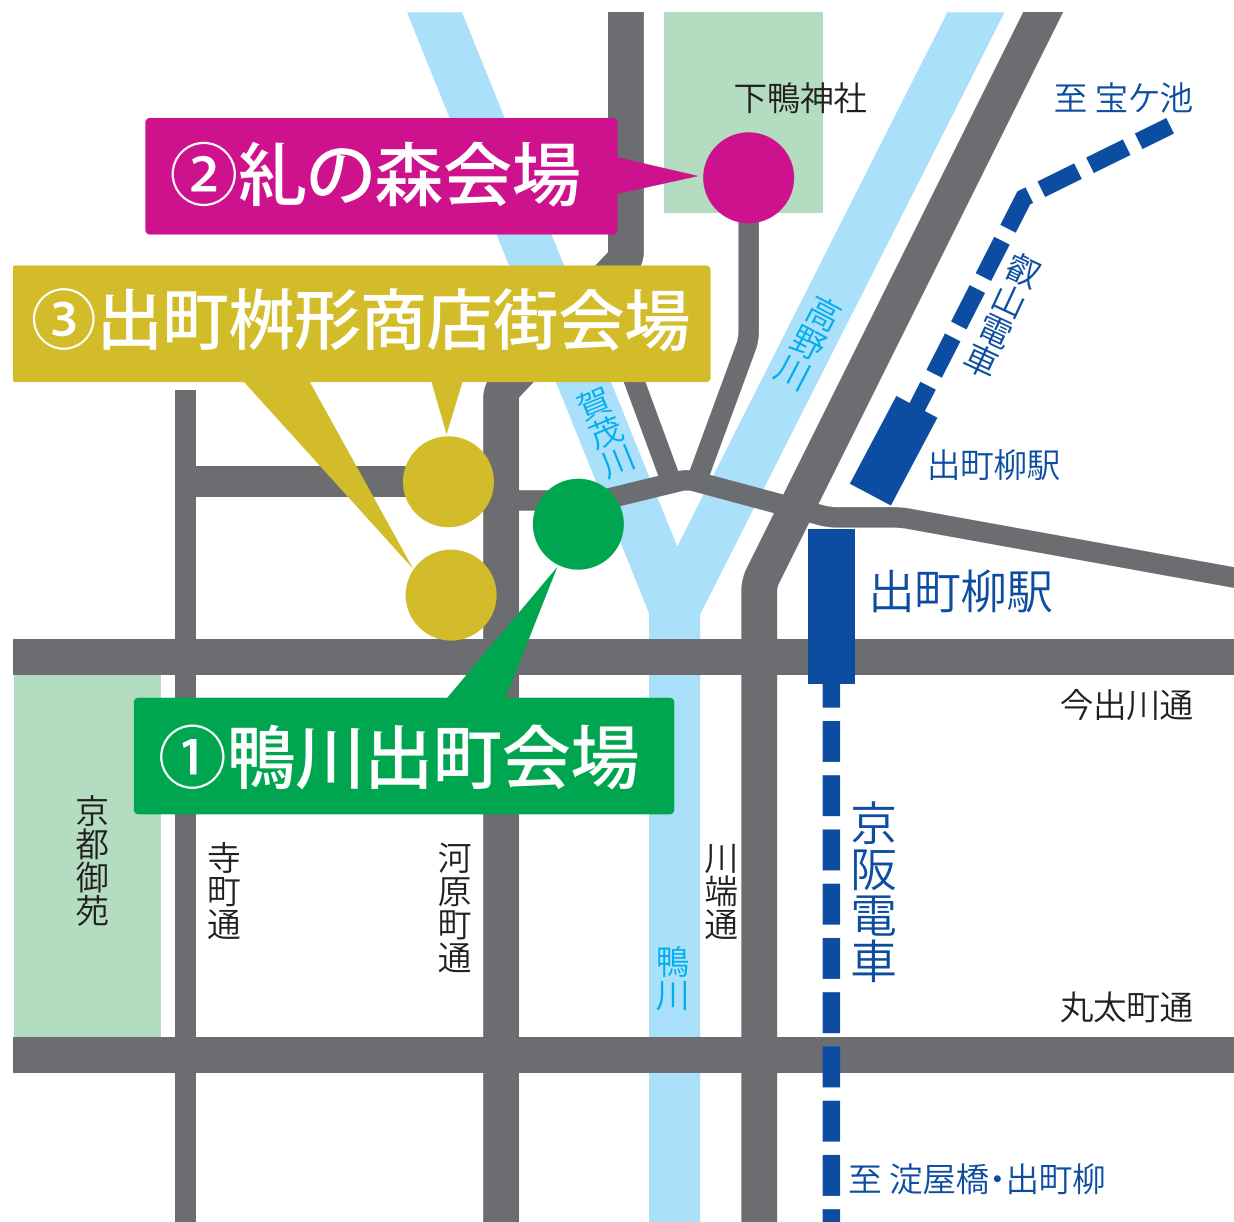 下鴨神社
至 宝ケ池
②糺の森会場
叡山電車
③出町桝形商店街会場
高野川
賀茂川
出町柳駅
出町柳駅
今出川通
①鴨川出町会場
京都御苑
寺町通
河原町通
川端通
京阪電車
鴨川
丸太町通
至 淀屋橋・出町柳